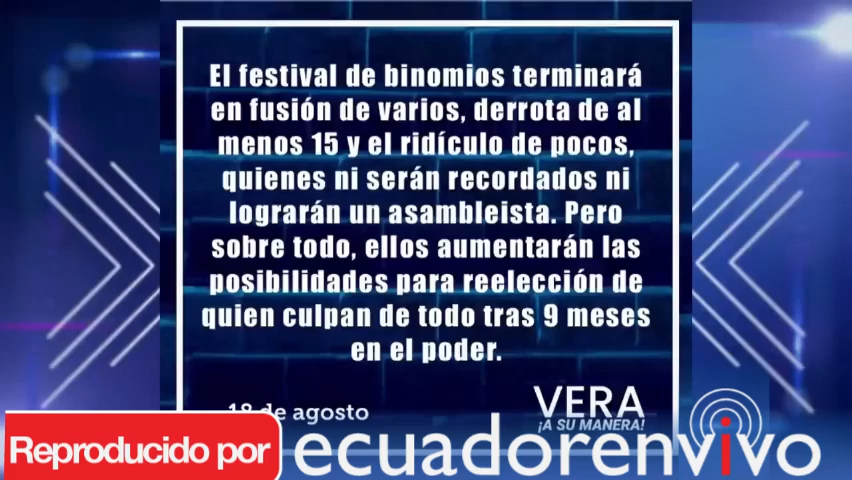 El festival de binomios terminará
en fusión de varios, derrota de al
menos 15 y el ridículo de pocos,
quienes ni serán recordados ni
lograrán un asambleista. Pero
sobre todo, ellos aumentarán las
posibilidades para reelección de
quien culpan de todo tras 9 meses
en el poder.
18 de agosto
VERA
¡A SU MANERA!
Reproducido por
ecuadorenvivo